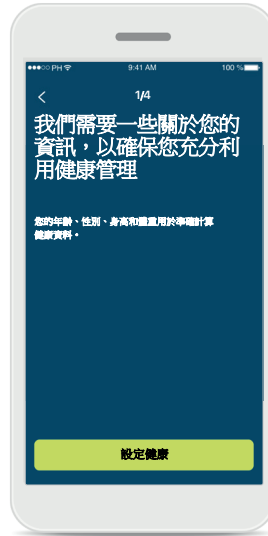 PH 9:41 AM 100 %
1/4
我們需要一些關於您的
資訊，以確保您充分利
用健康管理
您的年齡、性別、身高和體重用於準確計算
健康資料。
設定健康